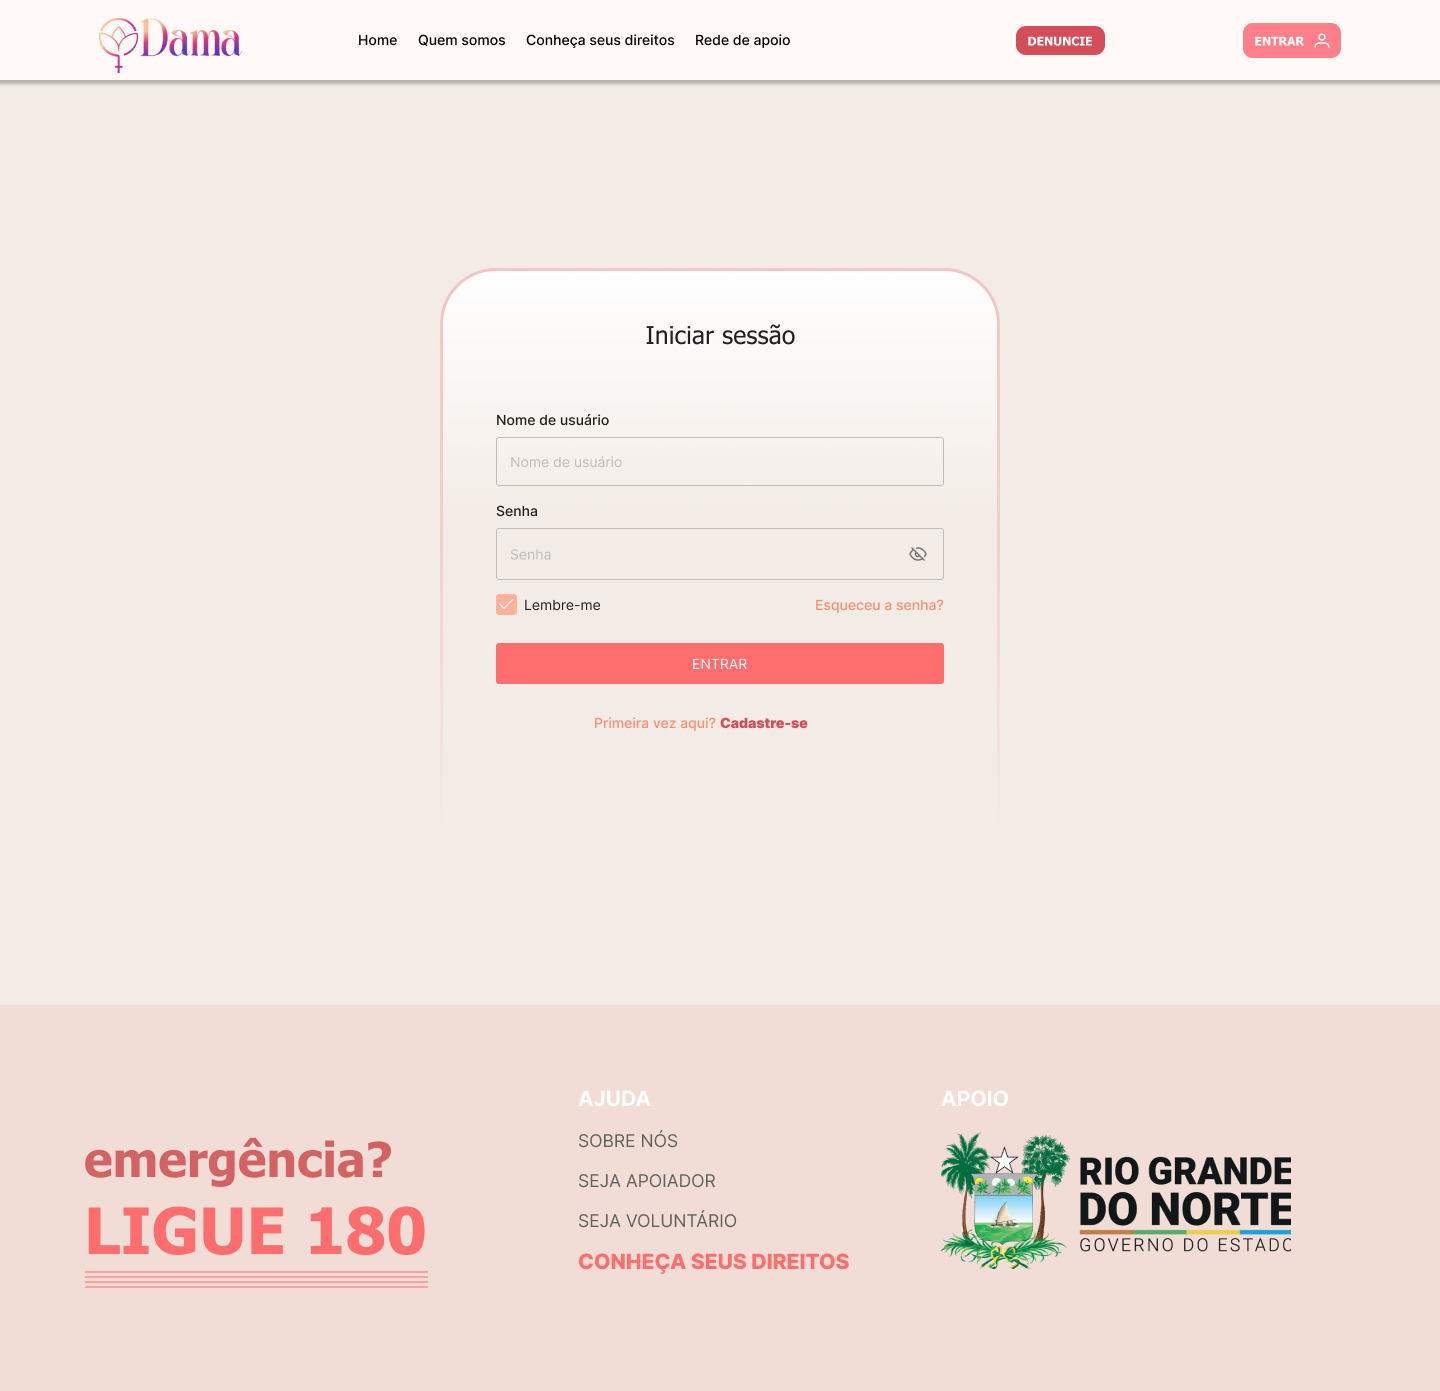 Dama
Home Quem somos Conheça seus direitos Rede de apoio
DENUNCIE
ENTRAR
Iniciar sessão
Nome de usuário
Nome de usuário
Senha
Senha
Lembre-me Esqueceu a senha?
ENTRAR
Primeira vez aqui? Cadastre-se
emergência?
LIGUE 180
AJUDA
SOBRE NÓS
SEJA APOIADOR
SEJA VOLUNTÁRIO
CONHEÇA SEUS DIREITOS
APOIO
RIO GRANDE
DO NORTE
GOVERNO DO ESTADO